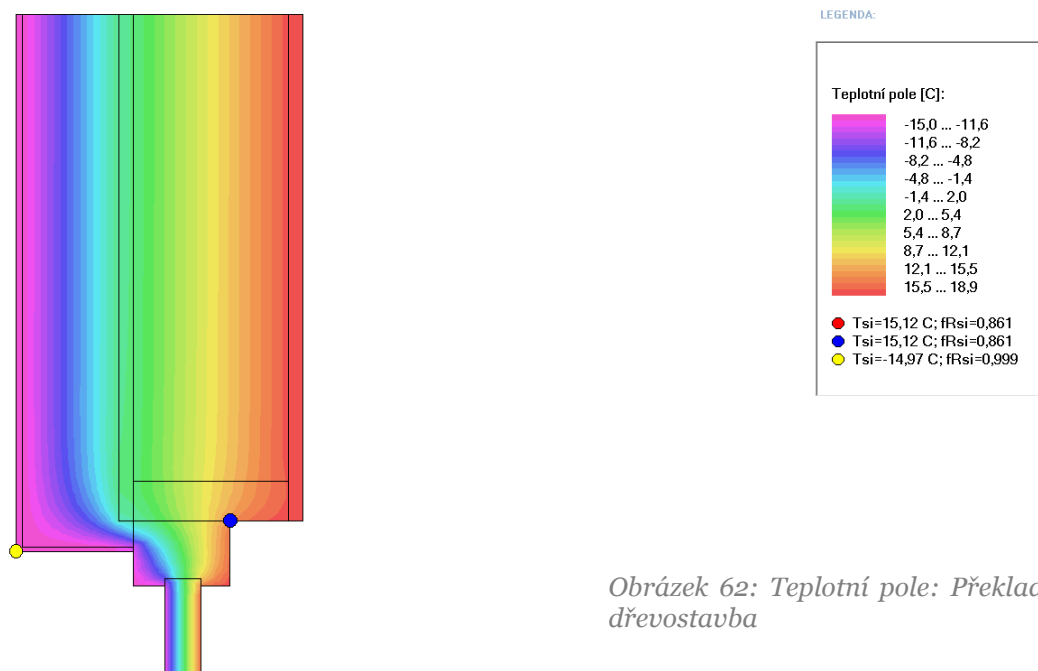 LEGENDA:
Teplotní pole [C]:
-15,0 ... -11,6
-11,6 ... -8,2
-8,2 ... -4,8
-4,8 ... -1,4
-1,4 ... 2,0
2,0 ... 5,4
5,4 ... 8,7
8,7 ... 12,1
12,1 ... 15,5
15,5 ... 18,9
Tsi=15,12 C; fRsi=0,861
Tsi=15,12 C; fRsi=0,861
Tsi=-14,97 C; fRsi=0,999
Obrázek 62: Teplotní pole: Překlad
dřevostavba